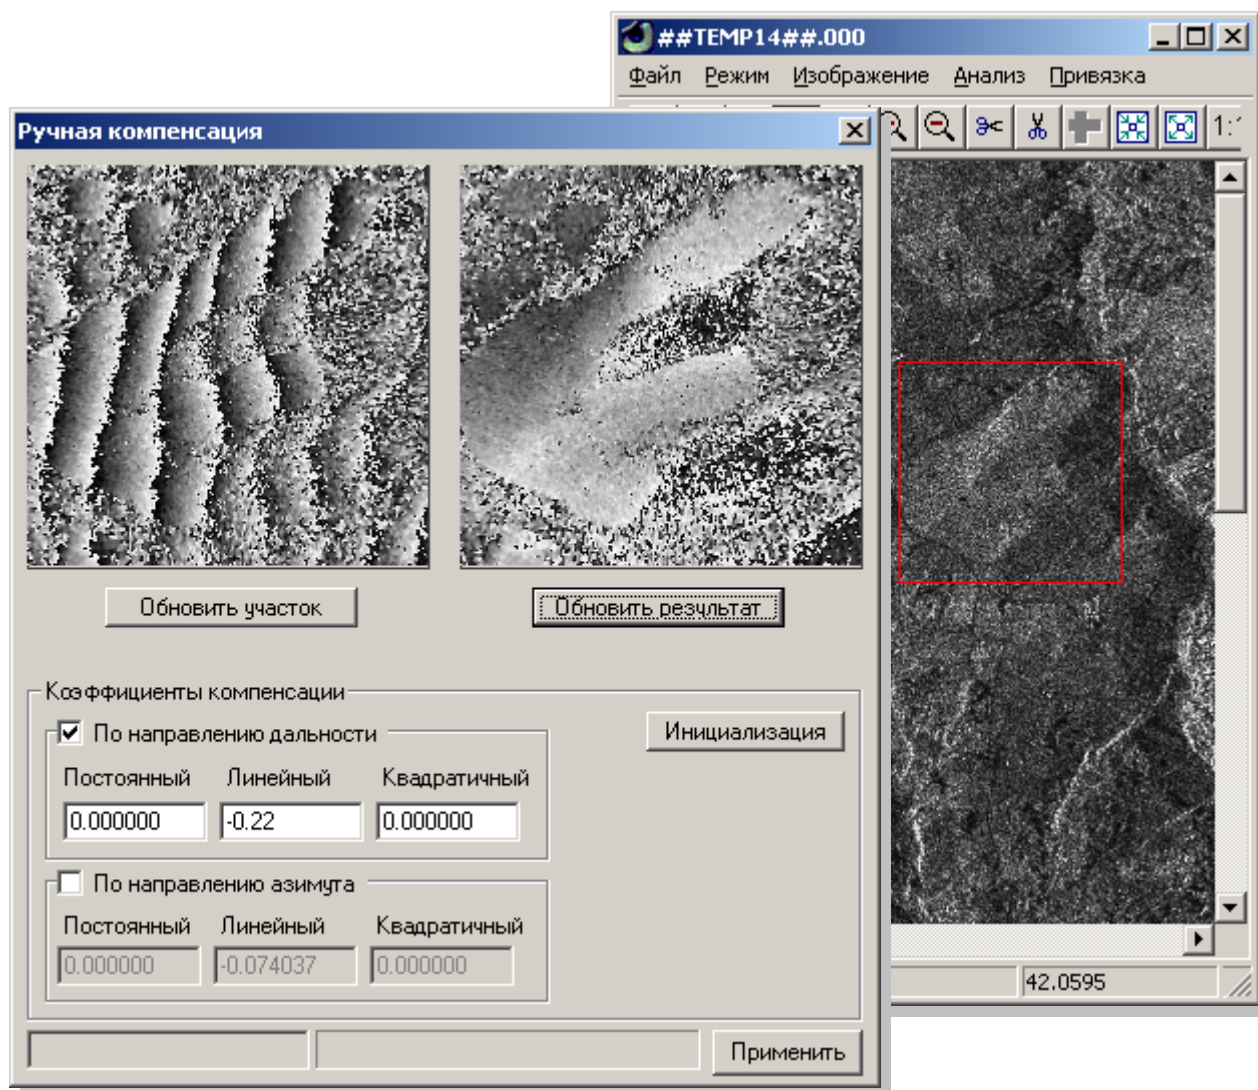 ##TEMP14##.000
Файл Режим Изображение Анализ Привязка
1:
Ручная компенсация
Обновить участок
Обновить результат
Коэффициенты компенсации
По направлению дальности
Инициализация
Постоянный Линейный Квадратичный
0.000000 -0.22 0.000000
По направлению азимута
Постоянный Линейный Квадратичный
0.000000 -0.074037 0.000000
42.0595
Применить